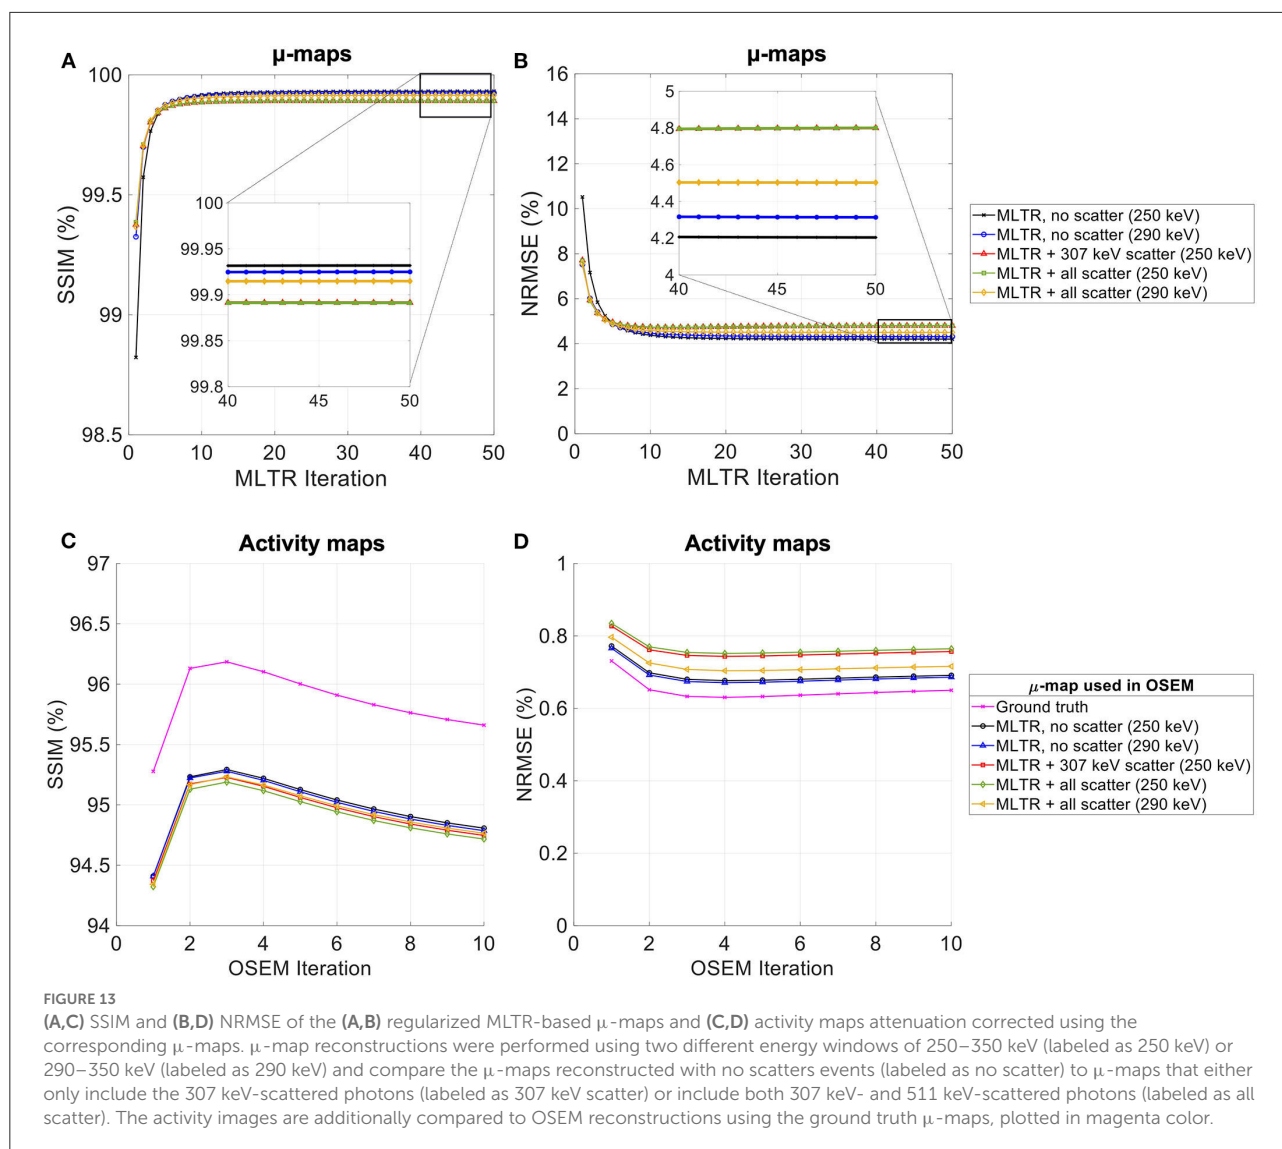 A
μ-maps
100
99.5
99
98.5
SSIM (%)
0
10
20
30
40
50
MLTR Iteration
100
99.95
99.9
99.85
99.8
40
45
50
B
μ-maps
16
14
12
10
8
6
4
2
0
NRMSE (%)
0
10
20
30
40
50
MLTR Iteration
5
4.8
4.6
4.4
4.2
4
40
45
50
MLTR, no scatter (250 keV)
MLTR, no scatter (290 keV)
MLTR + 307 keV scatter (250 keV)
MLTR + all scatter (250 keV)
MLTR + all scatter (290 keV)
C
Activity maps
97
96.5
96
95.5
95
94.5
94
SSIM (%)
0
2
4
6
8
10
OSEM Iteration
D
Activity maps
1
0.8
0.6
0.4
0.2
0
NRMSE (%)
0
2
4
6
8
10
OSEM Iteration
μ-map used in OSEM
Ground truth
MLTR, no scatter (250 keV)
MLTR, no scatter (290 keV)
MLTR + 307 keV scatter (250 keV)
MLTR + all scatter (250 keV)
MLTR + all scatter (290 keV)
FIGURE 13
(A,C) SSIM and (B,D) NRMSE of the (A,B) regularized MLTR-based μ-maps and (C,D) activity maps attenuation corrected using the
corresponding μ-maps. μ-map reconstructions were performed using two different energy windows of 250–350 keV (labeled as 250 keV) or
290–350 keV (labeled as 290 keV) and compare the μ-maps reconstructed with no scatters events (labeled as no scatter) to μ-maps that either
only include the 307 keV-scattered photons (labeled as 307 keV scatter) or include both 307 keV- and 511 keV-scattered photons (labeled as all
scatter). The activity images are additionally compared to OSEM reconstructions using the ground truth μ-maps, plotted in magenta color.